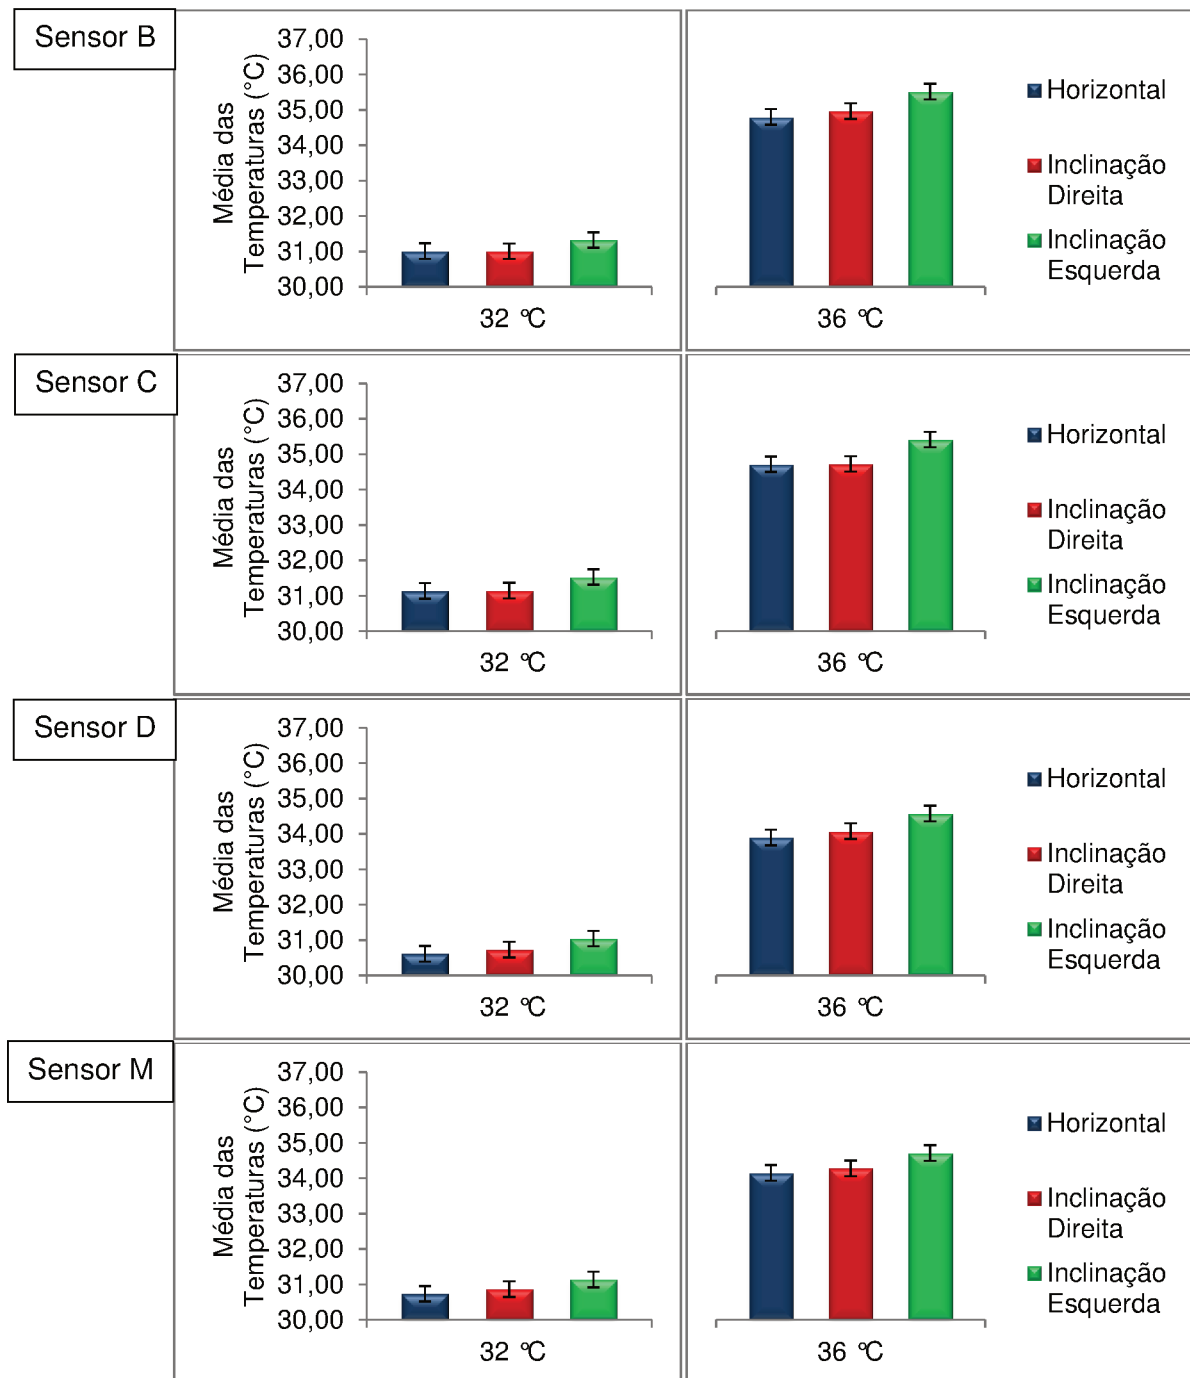 Sensor B
Média das
Temperaturas (°C)
37,00
36,00
35,00
34,00
33,00
32,00
31,00
30,00
32 °C
36 °C
Horizontal
Inclinação
Direita
Inclinação
Esquerda
Sensor C
Média das
Temperaturas (°C)
37,00
36,00
35,00
34,00
33,00
32,00
31,00
30,00
32 °C
36 °C
Horizontal
Inclinação
Direita
Inclinação
Esquerda
Sensor D
Média das
Temperaturas (°C)
37,00
36,00
35,00
34,00
33,00
32,00
31,00
30,00
32 °C
36 °C
Horizontal
Inclinação
Direita
Inclinação
Esquerda
Sensor M
Média das
Temperaturas (°C)
37,00
36,00
35,00
34,00
33,00
32,00
31,00
30,00
32 °C
36 °C
Horizontal
Inclinação
Direita
Inclinação
Esquerda